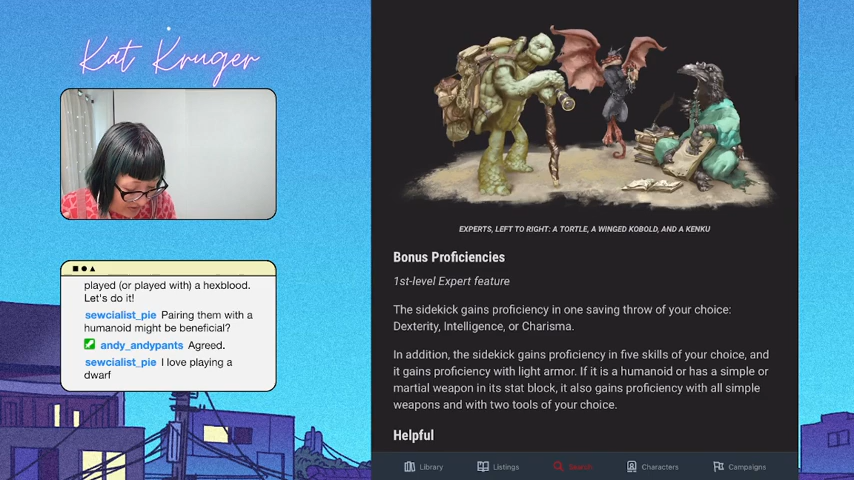 Kat Kruger
played (or played with) a hexblood.
Let's do it!
sewcialist_pie Pairing them with a
humanoid might be beneficial?
andy_andypants Agreed.
sewcialist_pie I love playing a
dwarf
EXPERTS, LEFT TO RIGHT: A TORTLE, A WINGED KOBOLD, AND A KENKU
Bonus Proficiencies
1st-level Expert feature
The sidekick gains proficiency in one saving throw of your choice:
Dexterity, Intelligence, or Charisma.
In addition, the sidekick gains proficiency in five skills of your choice, and
it gains proficiency with light armor. If it is a humanoid or has a simple or
martial weapon in its stat block, it also gains proficiency with all simple
weapons and with two tools of your choice.
Helpful
Library Listings Search Characters Campaigns